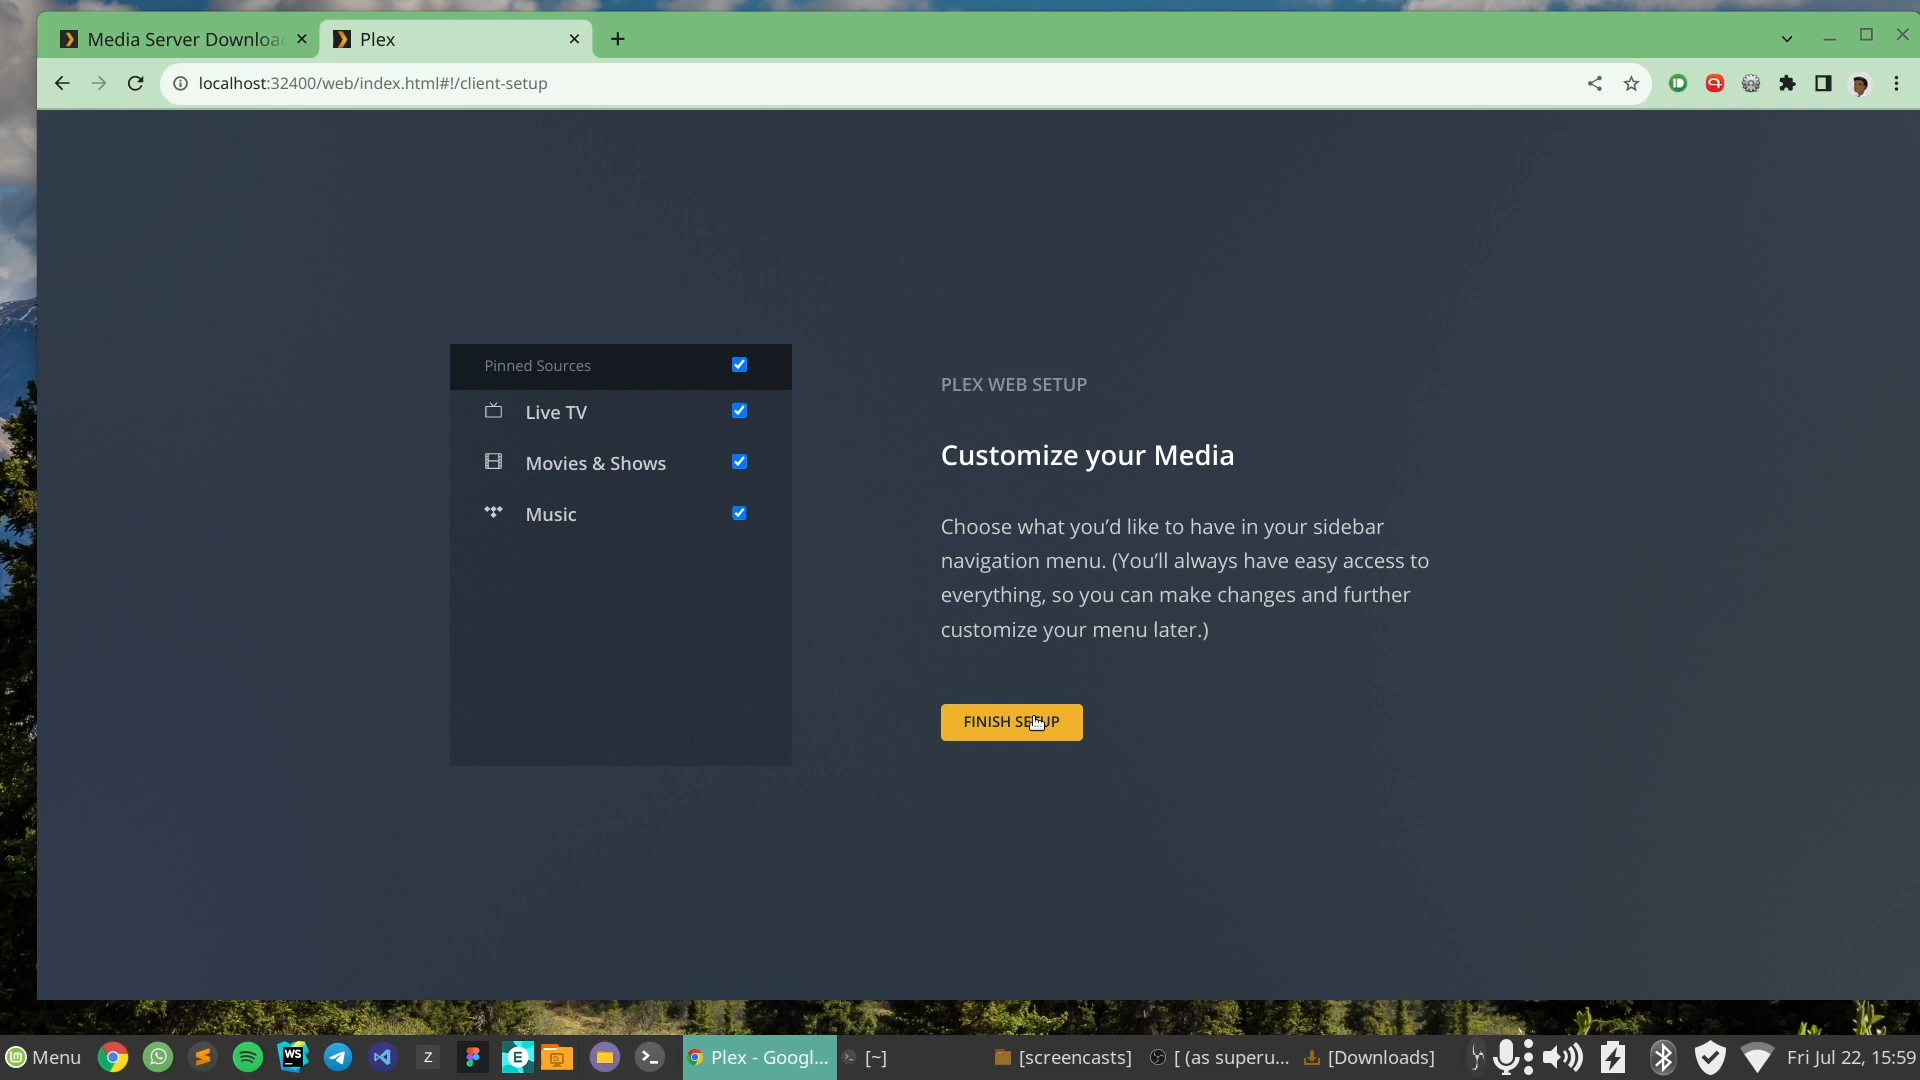 Media Server Downloa
Plex
localhost:32400/web/index.html#!/client-setup
Pinned Sources
Live TV
Movies & Shows
Music
PLEX WEB SETUP
Customize your Media
Choose what you’d like to have in your sidebar
navigation menu. (You’ll always have easy access to
everything, so you can make changes and further
customize your menu later.)
FINISH SETUP
Menu
WS
Z
E
Plex - Googl...
[~]
[screencasts]
[ (as superu...
[Downloads]
Fri Jul 22, 15:59